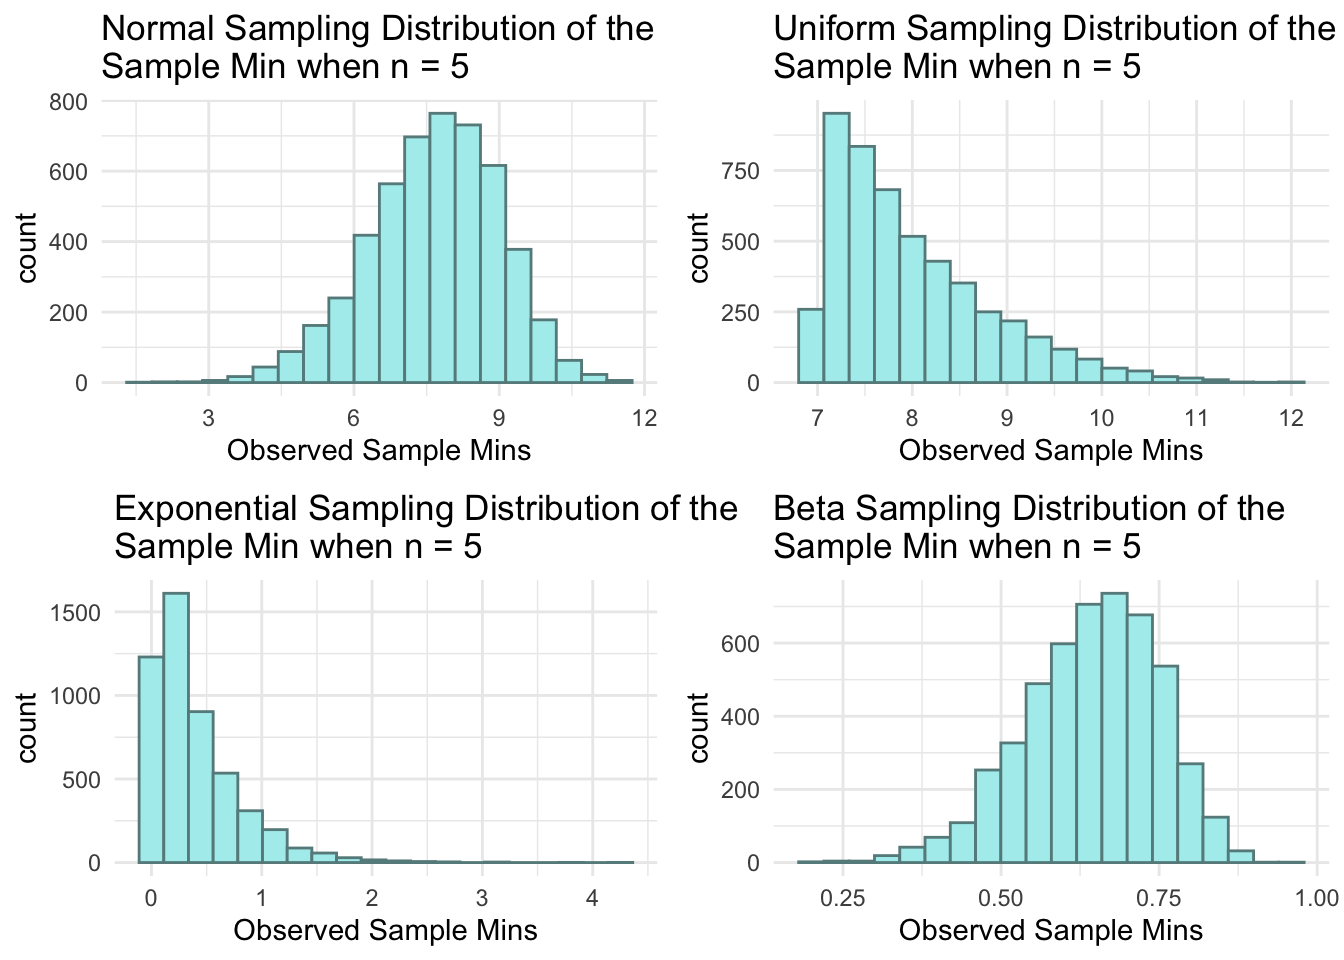 Normal Sampling Distribution of the
Sample Min when n = 5
800
600
400
200
0
count
3 6 9 12
Observed Sample Mins
Uniform Sampling Distribution of the
Sample Min when n = 5
750
500
250
0
count
7 8 9 10 11 12
Observed Sample Mins
Exponential Sampling Distribution of the
Sample Min when n = 5
1500
1000
500
0
count
0 1 2 3 4
Observed Sample Mins
Beta Sampling Distribution of the
Sample Min when n = 5
600
400
200
0
count
0.25 0.50 0.75 1.00
Observed Sample Mins